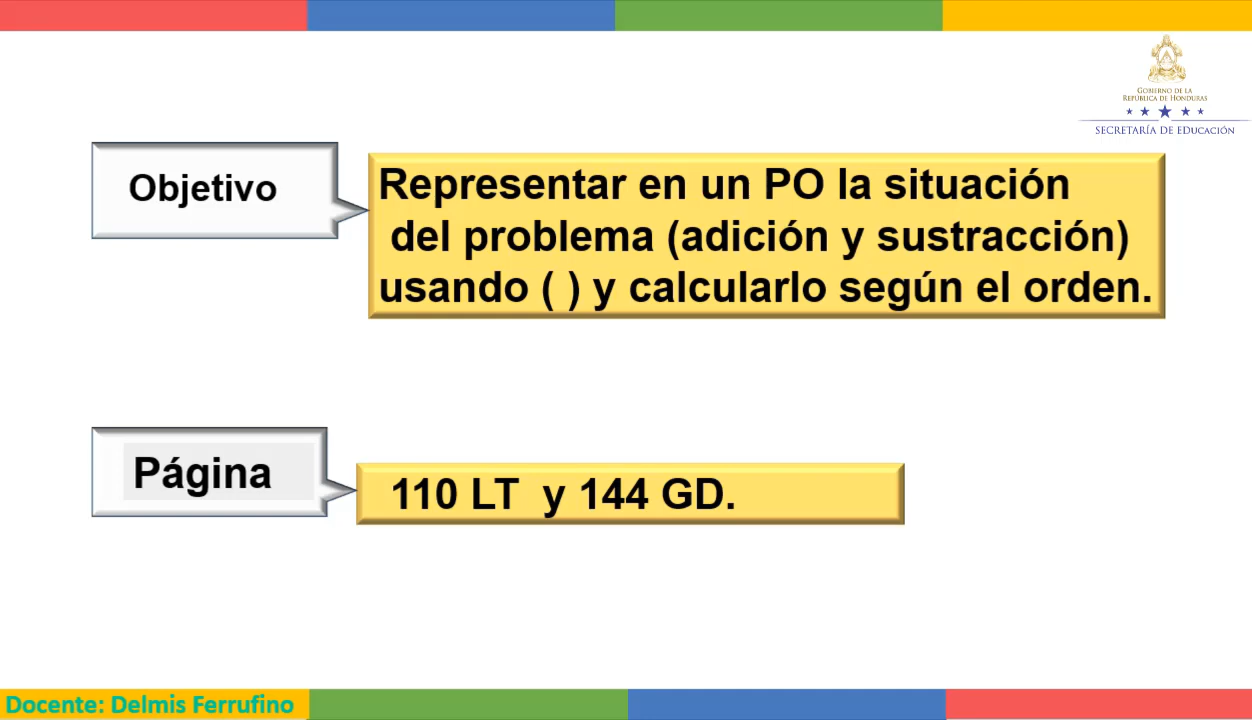 GOBIERNO DE LA
REPÚBLICA DE HONDURAS
SECRETARÍA DE EDUCACIÓN
Objetivo
Representar en un PO la situación
del problema (adición y sustracción)
usando ( ) y calcularlo según el orden.
Página
110 LT y 144 GD.
Docente: Delmis Ferrufino